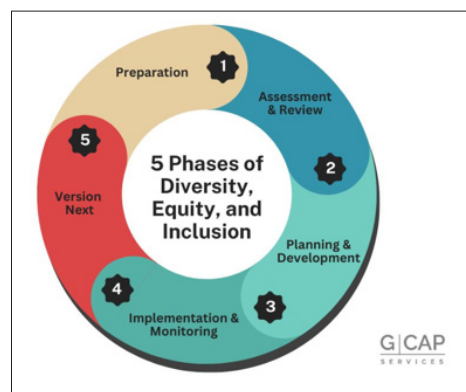 5 Phases of
Diversity,
Equity, and
Inclusion
1
Preparation
2
Assessment
& Review
3
Planning &
Development
4
Implementation &
Monitoring
5
Version
Next
G|CAP
SERVICES